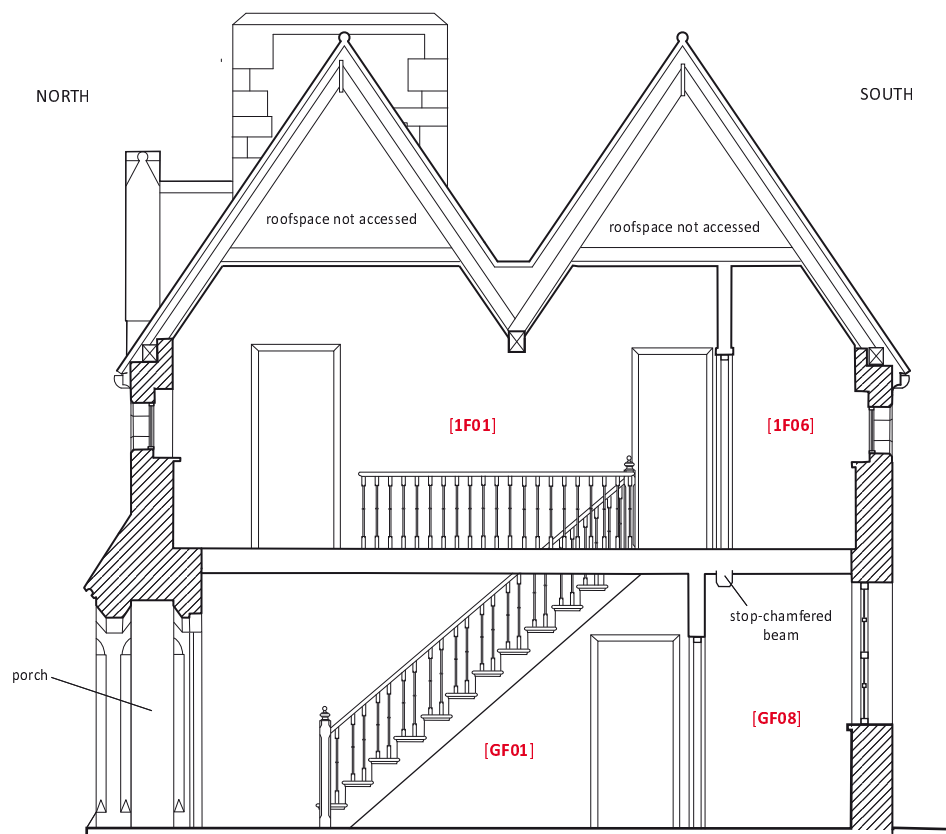 NORTH
SOUTH
roofspace not accessed
roofspace not accessed
[1F01]
[1F06]
stop-chamfered
beam
porch
[GF08]
[GF01]